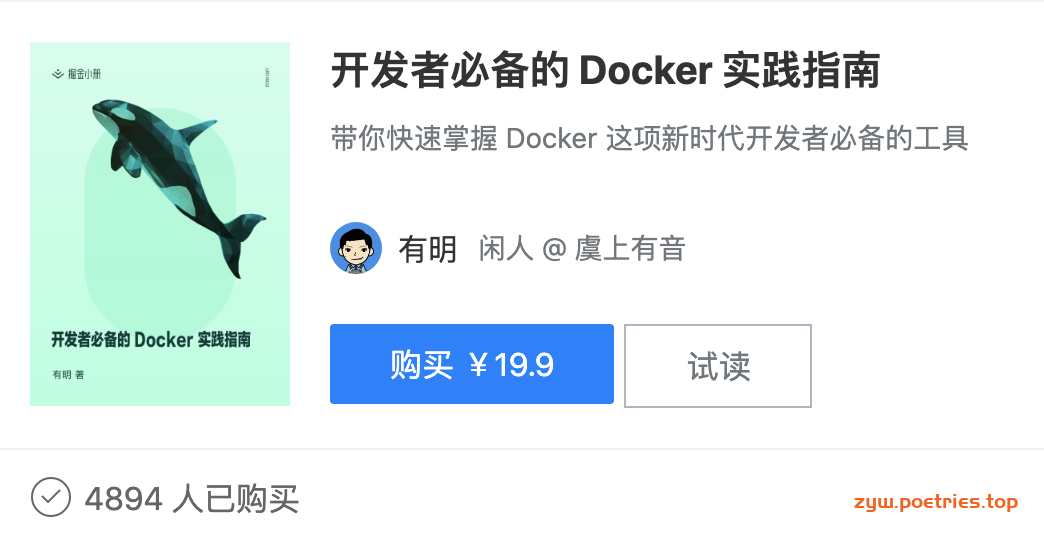 掘金小册
开发者必备的 Docker 实践指南
有明 著
开发者必备的 Docker 实践指南
带你快速掌握 Docker 这项新时代开发者必备的工具
有明 闲人 @ 虞上有音
购买 ￥19.9
试读
4894 人已购买
zyw.poetries.top